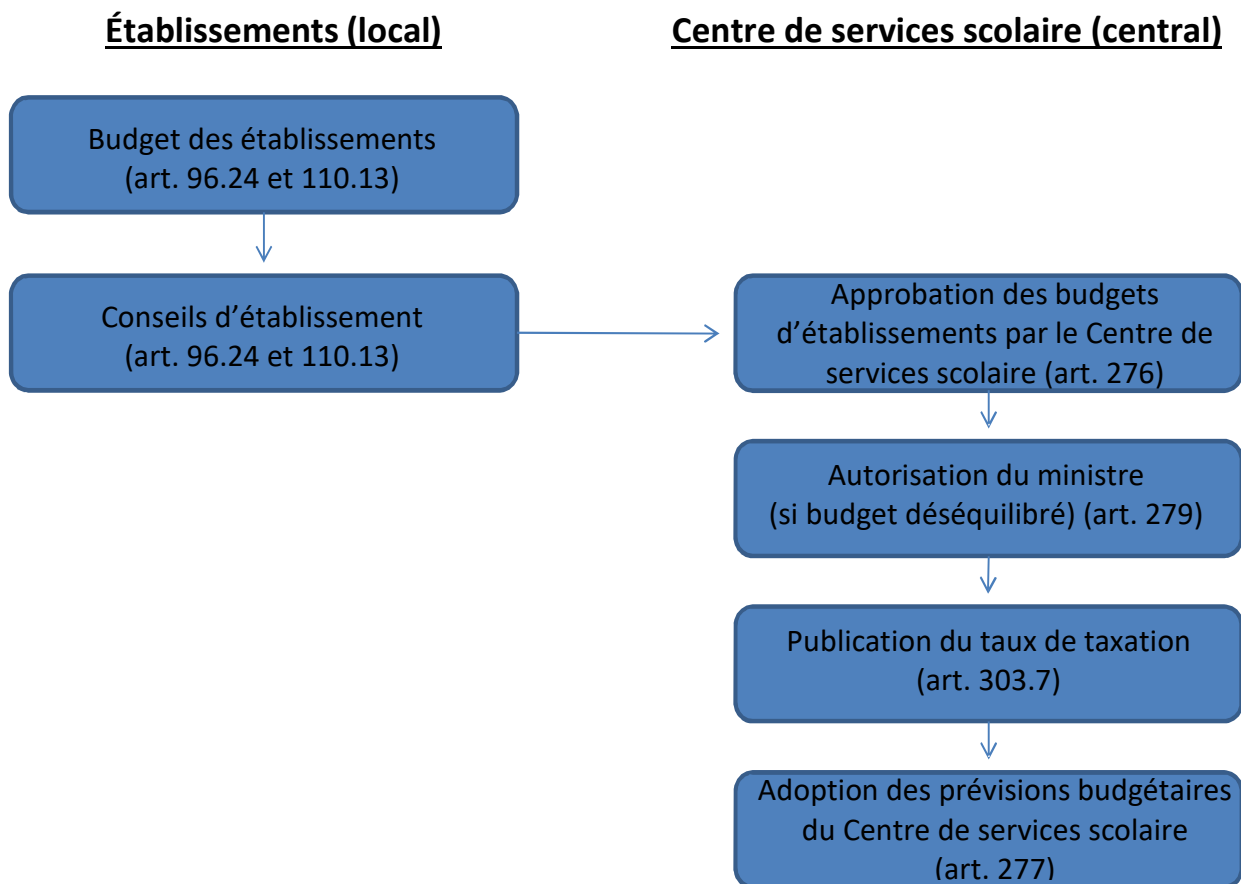 Établissements (local)
Centre de services scolaire (central)
Budget des établissements
(art. 96.24 et 110.13)
Conseils d’établissement
(art. 96.24 et 110.13)
Approbation des budgets
d’établissements par le Centre de
services scolaire (art. 276)
Autorisation du ministre
(si budget déséquilibré) (art. 279)
Publication du taux de taxation
(art. 303.7)
Adoption des prévisions budgétaires
du Centre de services scolaire
(art. 277)